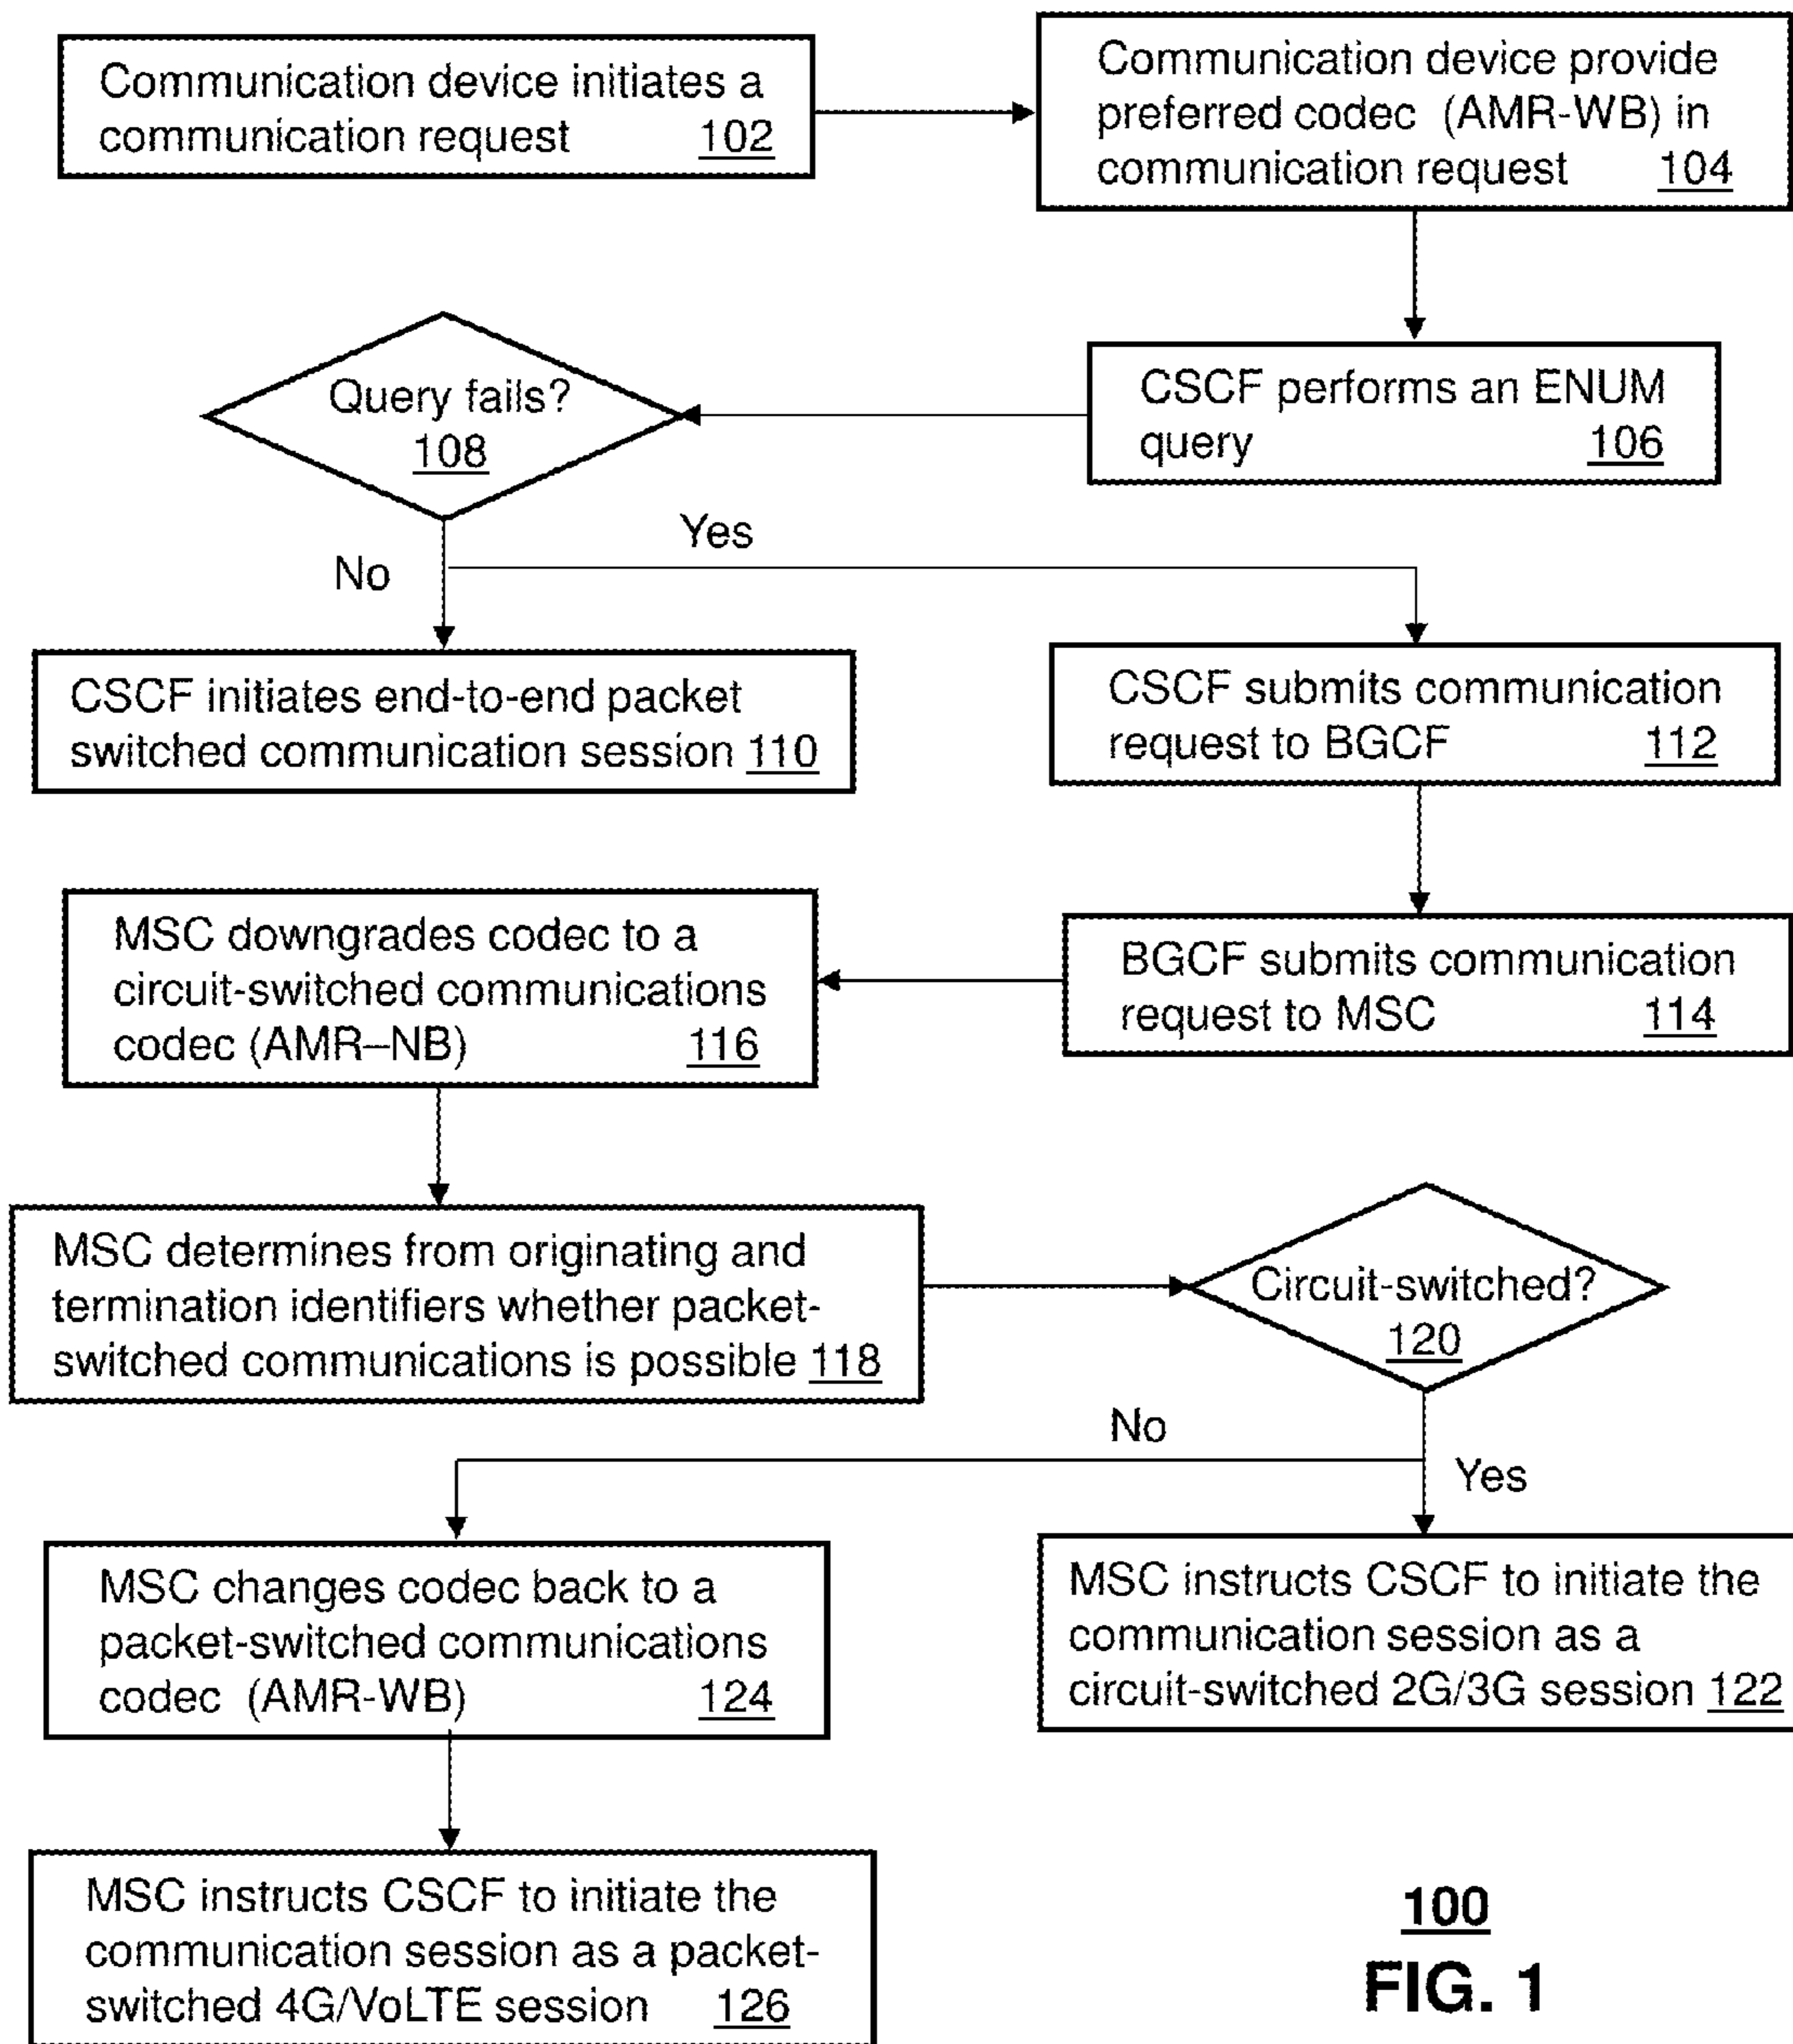 Communication device initiates a
communication request 102
Communication device provide
preferred codec (AMR-WB) in
communication request 104
CSCF performs an ENUM
query 106
Query fails?
108
Yes
No
CSCF initiates end-to-end packet
switched communication session 110
CSCF submits communication
request to BGCF 112
BGCF submits communication
request to MSC 114
MSC downgrades codec to a
circuit-switched communications
codec (AMR–NB) 116
MSC determines from originating and
termination identifiers whether packet-
switched communications is possible 118
Circuit-switched?
120
No
Yes
MSC instructs CSCF to initiate the
communication session as a
circuit-switched 2G/3G session 122
MSC changes codec back to a
packet-switched communications
codec (AMR-WB) 124
MSC instructs CSCF to initiate the
communication session as a packet-
switched 4G/VoLTE session 126
100
FIG. 1